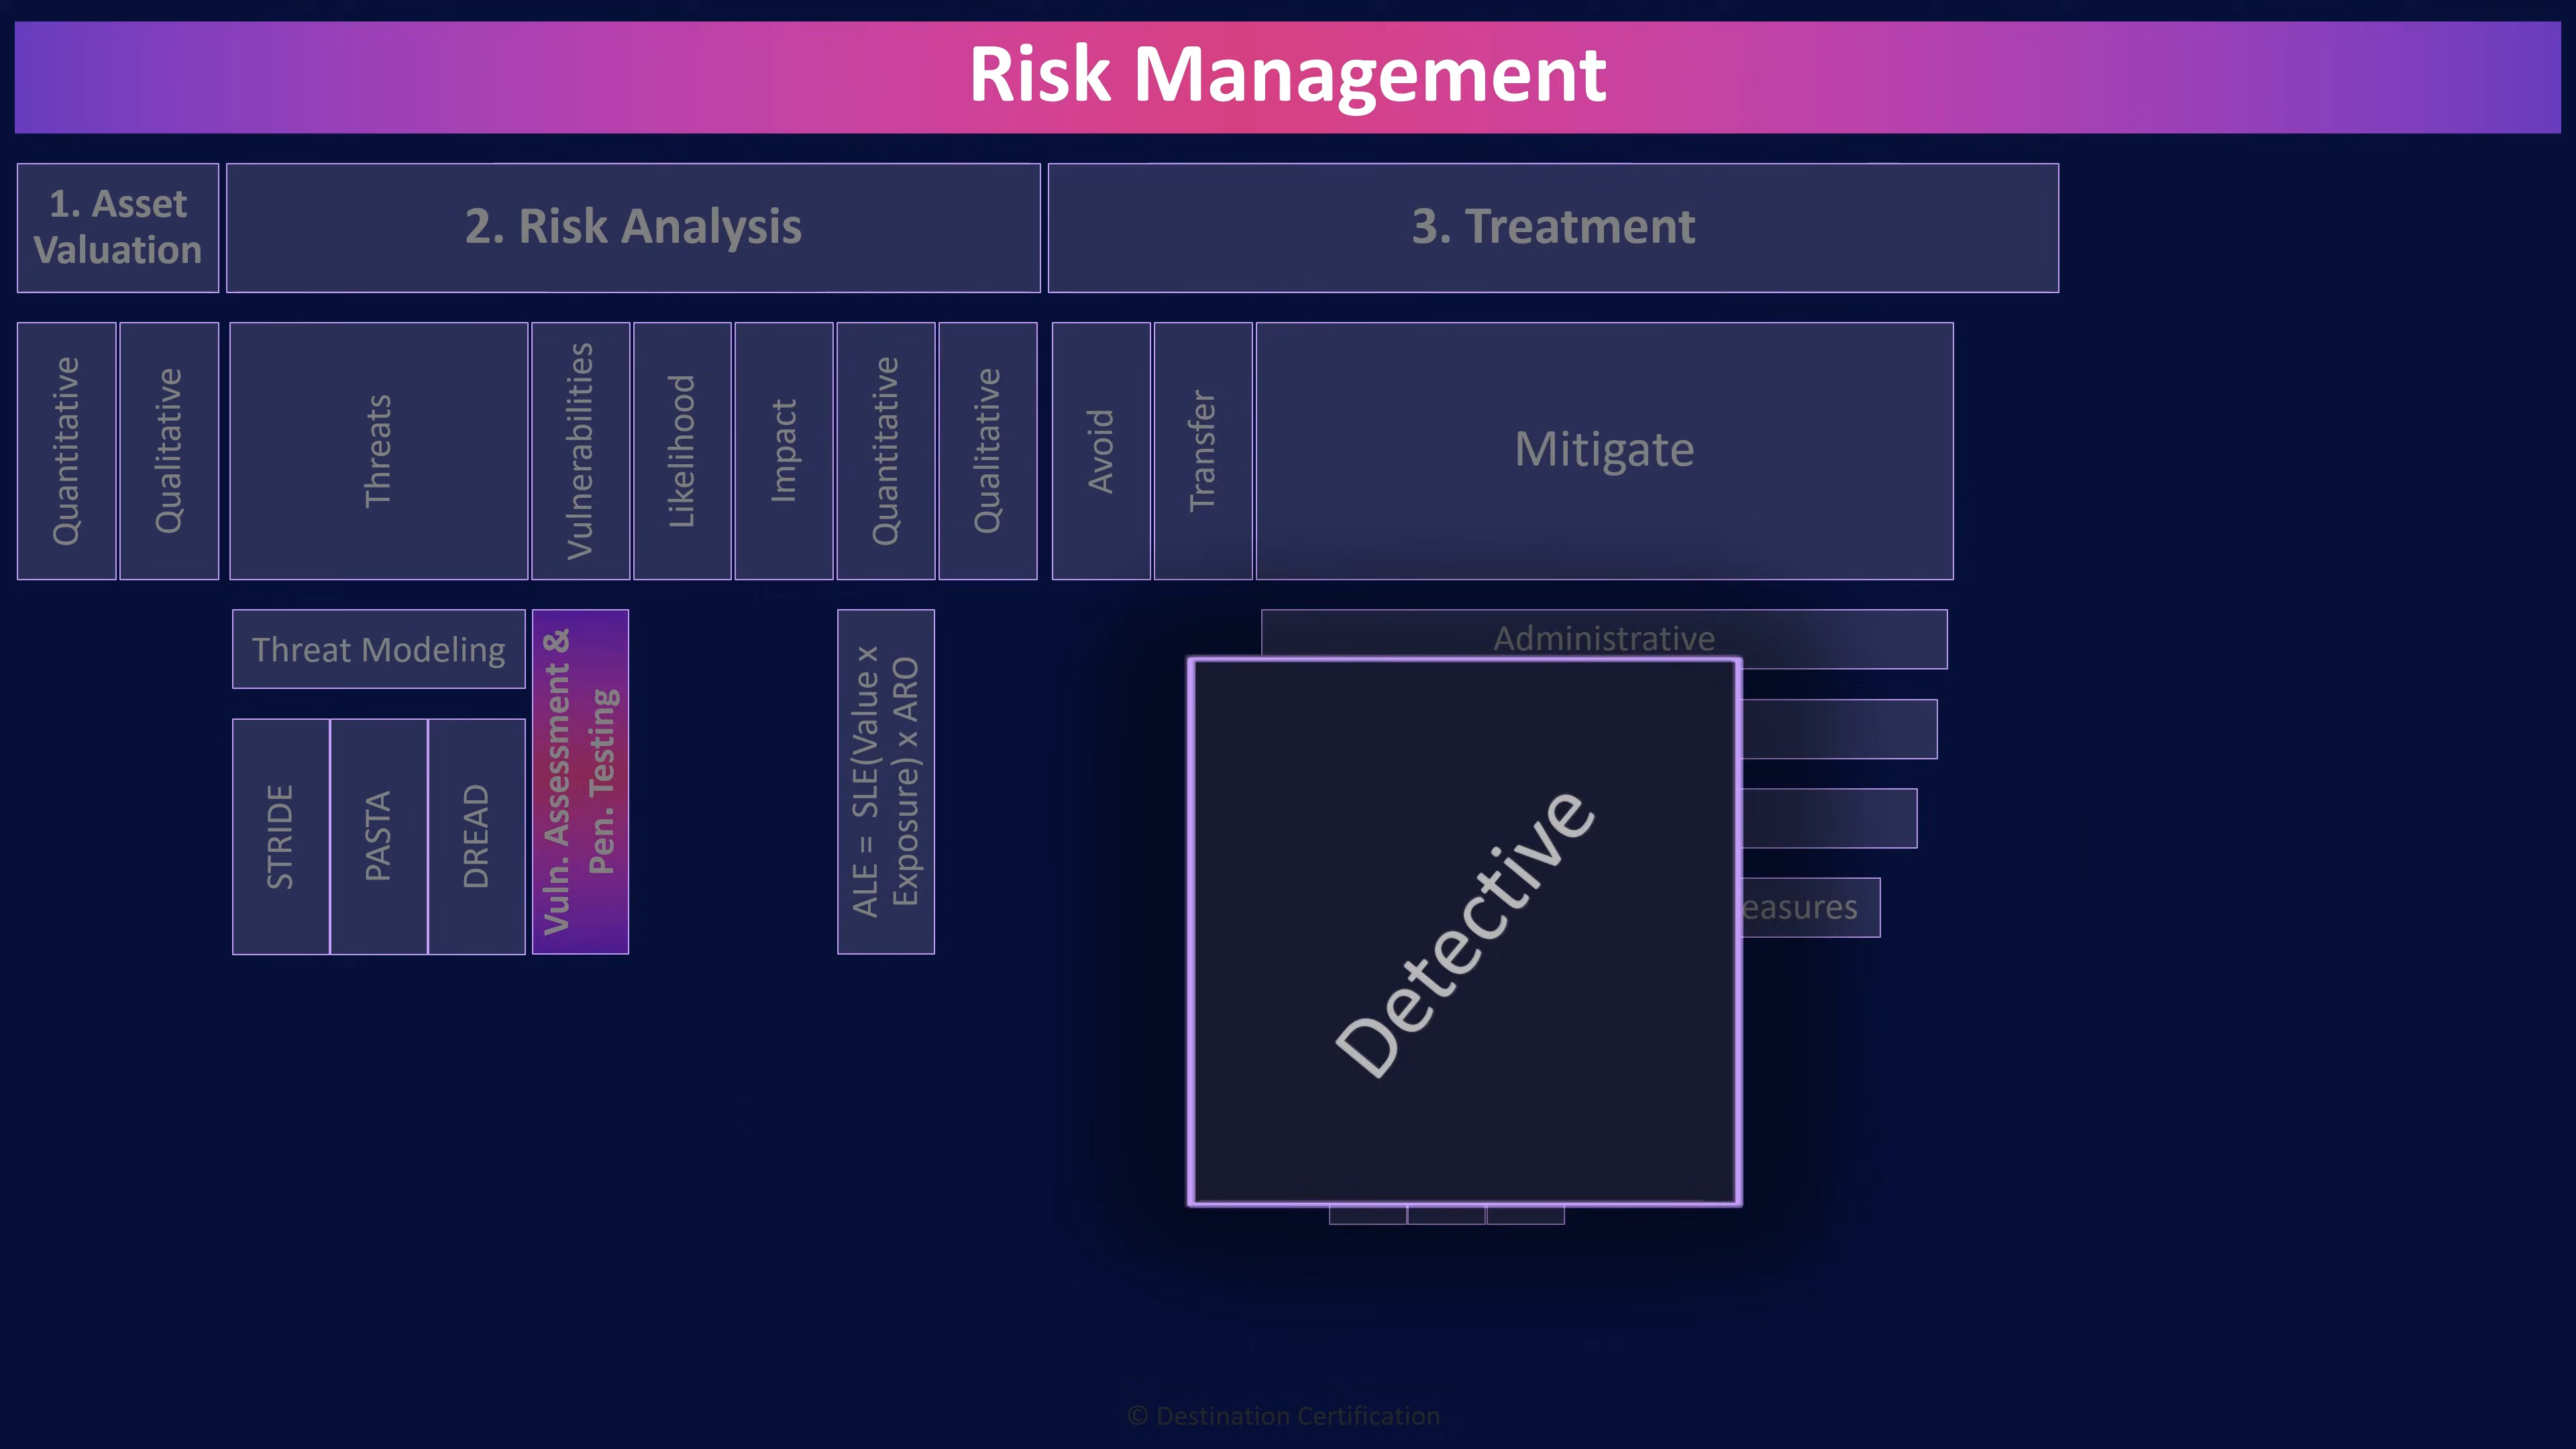 Risk Management
1. Asset
Valuation
2. Risk Analysis
3. Treatment
Quantitative
Qualitative
Threats
Vulnerabilities
Likelihood
Impact
Quantitative
Qualitative
Avoid
Transfer
Mitigate
Threat Modeling
STRIDE
PASTA
DREAD
Vuln. Assessment &
Pen. Testing
ALE = SLE(Value x
Exposure) x ARO
Administrative
easures
Detective
© Destination Certification